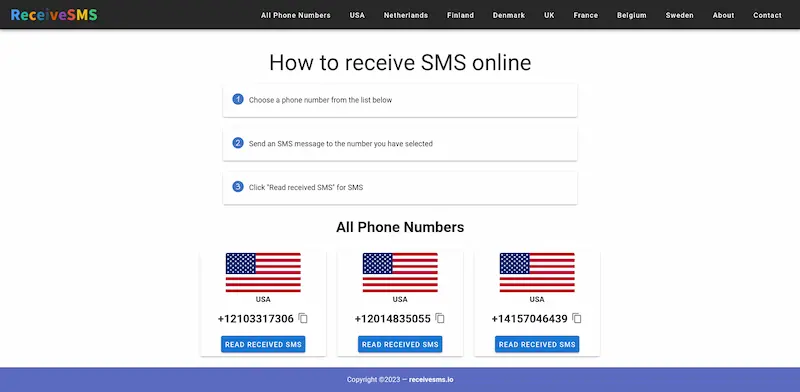 ReceiveSMS
All Phone Numbers USA Netherlands Finland Denmark UK France Belgium Sweden About Contact
How to receive SMS online
1 Choose a phone number from the list below
2 Send an SMS message to the number you have selected
3 Click "Read received SMS" for SMS
All Phone Numbers
USA USA USA
+12103317306 +12014835055 +14157046439
READ RECEIVED SMS READ RECEIVED SMS READ RECEIVED SMS
Copyright ©2023 — receivesms.io